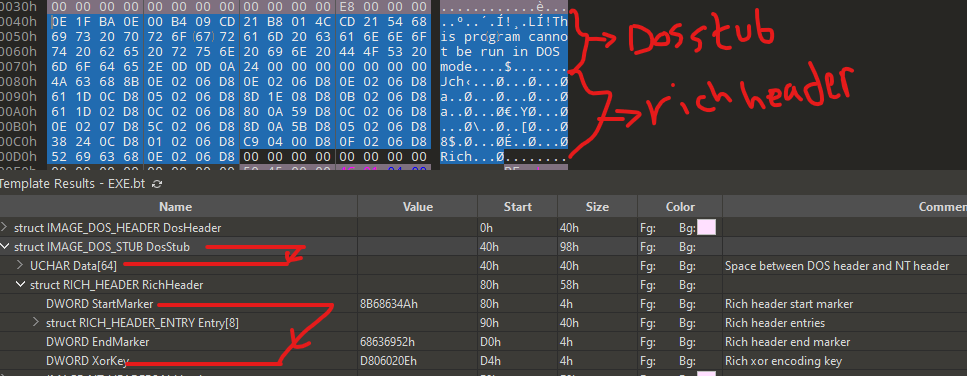 0030h 00 00 00 00 00 00 00 00 00 00 00 00 E8 00 00 00 ............è...
0040h 0E 1F BA 0E 00 B4 09 CD 21 B8 01 4C CD 21 54 68 ..º..´.Í!¸.LÍ!Th
0050h 69 73 20 70 72 6F 67 72 61 6D 20 63 61 6E 6E 6F is program canno
0060h 74 20 62 65 20 72 75 6E 20 69 6E 20 44 4F 53 20 t be run in DOS
0070h 6D 6F 64 65 2E 0D 0D 0A 24 00 00 00 00 00 00 00 mode....$.......
0080h 4A 63 68 8B 0E 02 06 D8 0E 02 06 D8 0E 02 06 D8 Jch‹...Ø...Ø...Ø
0090h 61 1D 0C D8 05 02 06 D8 8D 1E 08 D8 0B 02 06 D8 a..Ø...Ø...Ø...Ø
00A0h 61 1D 02 D8 0C 02 06 D8 80 0A 59 D8 0C 02 06 D8 a..Ø...Ø€.YØ...Ø
00B0h 0E 02 07 D8 5C 02 06 D8 8D 0A 5B D8 05 02 06 D8 ...Ø\..Ø..[Ø...Ø
00C0h 38 24 0C D8 01 02 06 D8 C9 04 00 D8 0F 02 06 D8 8$.Ø...ØÉ..Ø...Ø
00D0h 52 69 63 68 0E 02 06 D8 00 00 00 00 00 00 00 00 Rich...Ø........
Dos stub
rich header
Template Results - EXE.bt
Name Value Start Size Color Commen
struct IMAGE_DOS_HEADER DosHeader 0h 40h Fg: Bg:
struct IMAGE_DOS_STUB DosStub 40h 98h Fg: Bg:
UCHAR Data[64] 40h 40h Fg: Bg: Space between DOS header and NT header
struct RICH_HEADER RichHeader 80h 58h Fg: Bg:
DWORD StartMarker 8B68634Ah 80h 4h Fg: Bg: Rich header start marker
struct RICH_HEADER_ENTRY Entry[8] 90h 40h Fg: Bg: Rich header entries
DWORD EndMarker 68636952h D0h 4h Fg: Bg: Rich header end marker
DWORD XorKey D806020Eh D4h 4h Fg: Bg: Rich xor encoding key